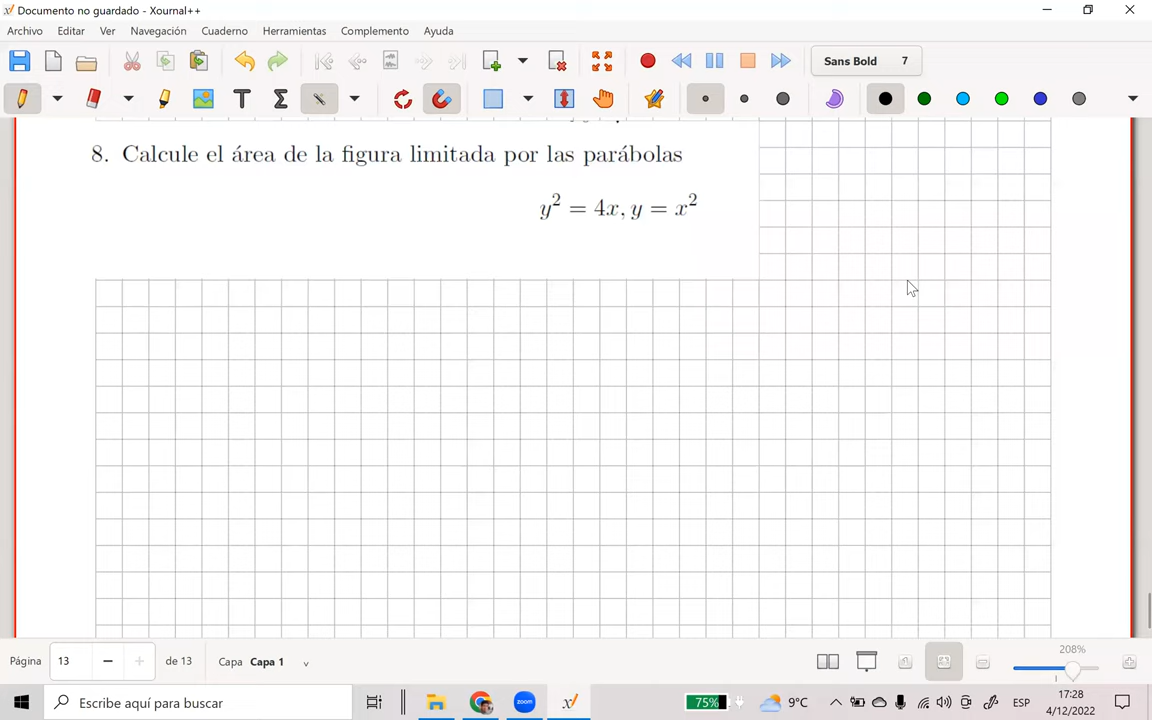 Documento no guardado - Xournal++
Archivo Editar Ver Navegación Cuaderno Herramientas Complemento Ayuda
Sans Bold 7
8. Calcule el área de la figura limitada por las parábolas
y² = 4x, y = x²
Página 13 de 13 Capa Capa 1 208%
Escribe aquí para buscar zoom 75% 9°C ESP 17:28
4/12/2022